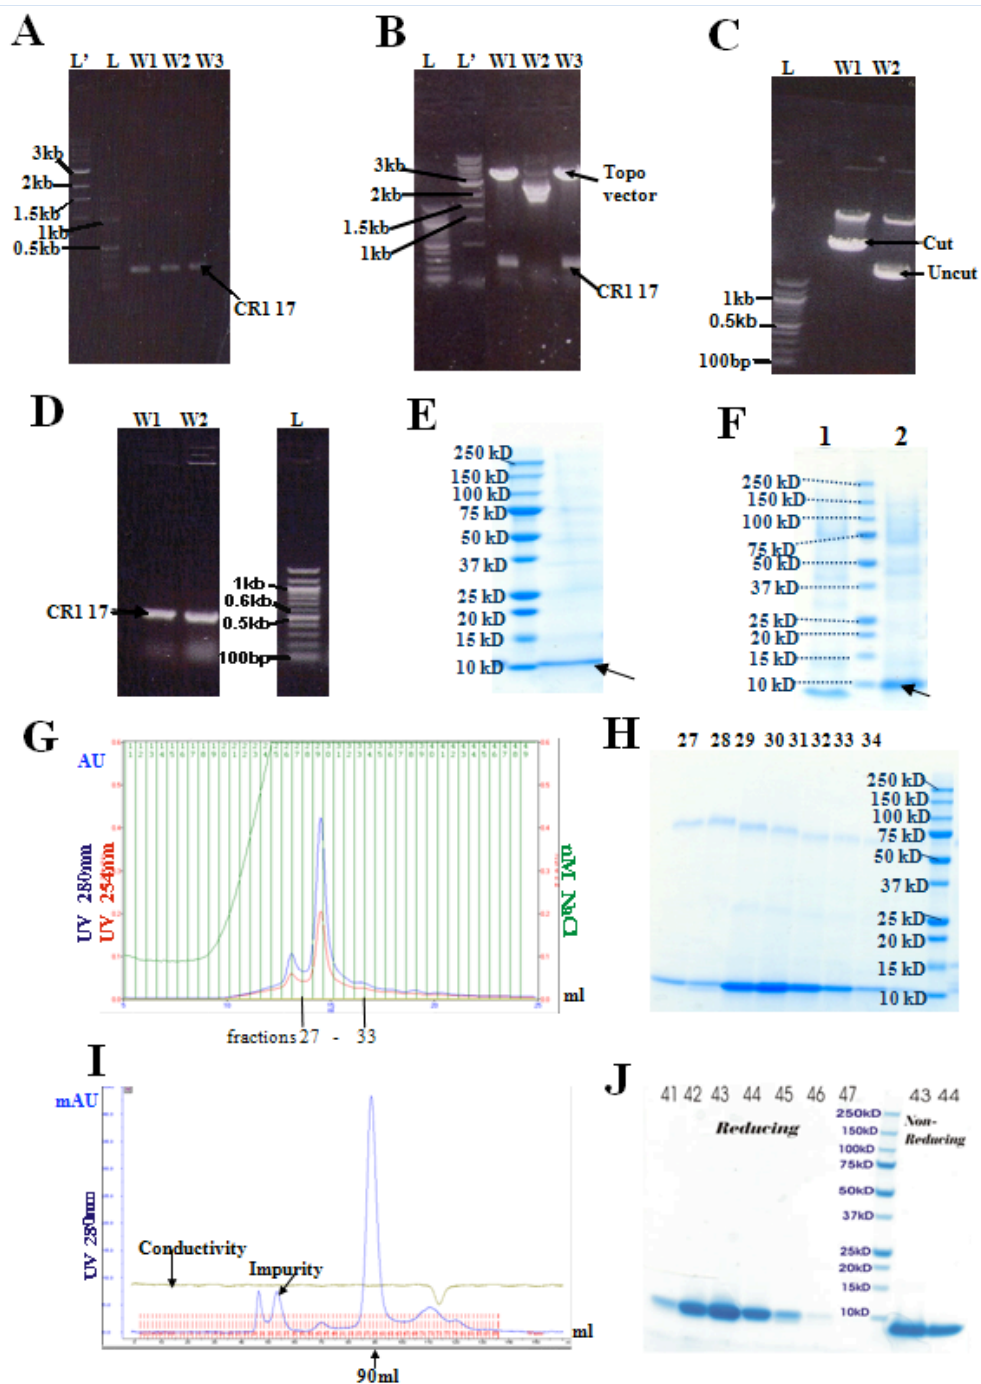 A
L' L W1 W2 W3
3kb
2kb
1.5kb
1kb
0.5kb
CR1 17
B
L L' W1 W2 W3
3kb
2kb
1.5kb
1kb
Topo
vector
CR1 17
C
L W1 W2
Cut
Uncut
1kb
0.5kb
100bp
D
W1 W2 L
CR1 17
1kb
0.6kb
0.5kb
100bp
E
250 kD
150 kD
100 kD
75 kD
50 kD
37 kD
25 kD
20 kD
15 kD
10 kD
F
1 2
250 kD
150 kD
100 kD
75 kD
50 kD
37 kD
25 kD
20 kD
15 kD
10 kD
G
AU
UV 280nm
UV 254nm
mM NaCl
ml
fractions 27 - 33
H
27 28 29 30 31 32 33 34
250 kD
150 kD
100 kD
75 kD
50 kD
37 kD
25 kD
20 kD
15 kD
10 kD
I
mAU
UV 280nm
Conductivity
Impurity
ml
90ml
J
41 42 43 44 45 46 47 43 44
Reducing
Non-
Reducing
250kD
150kD
100kD
75kD
50kD
37kD
25kD
20kD
15kD
10kD